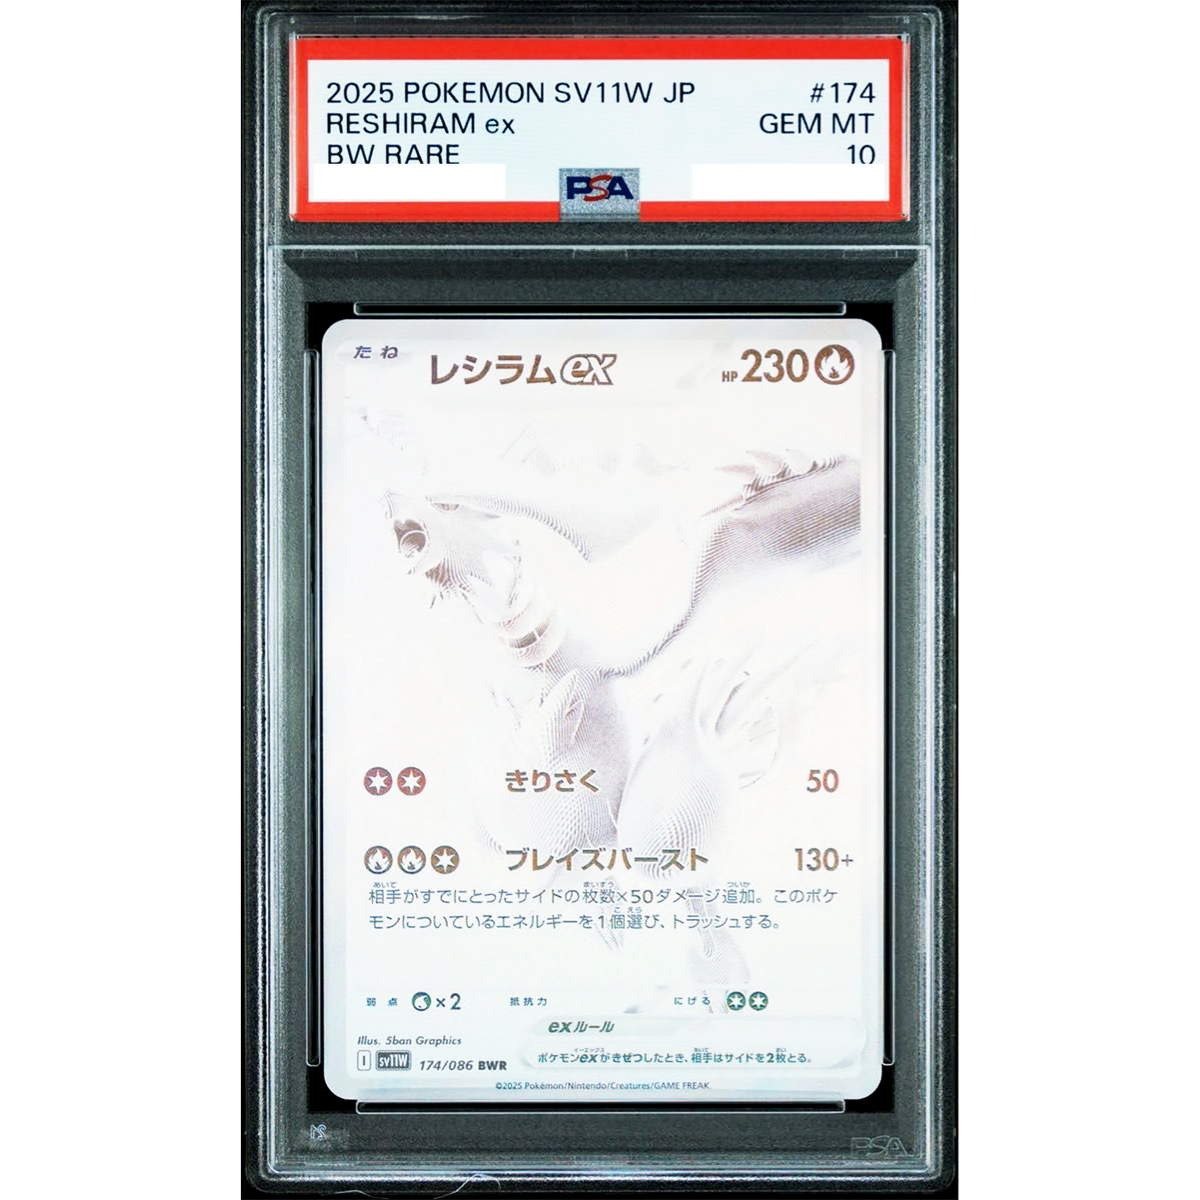 2025 POKEMON SV11W JP #174
RESHIRAM ex GEM MT
BW RARE 10
PSA
たね レシラムex HP 230
きりさく 50
ブレイズバースト 130+
相手がすでにとったサイドの枚数×50ダメージ追加。このポケ
モンについているエネルギーを1個選び、トラッシュする。
弱点 ×2 抵抗力 にげる
exルール
ポケモンexがきぜつしたとき、相手はサイドを2枚とる。
Illus. 5ban Graphics
I sv11W 174/086 BWR
©2025 Pokémon/Nintendo/Creatures/GAME FREAK
PSA